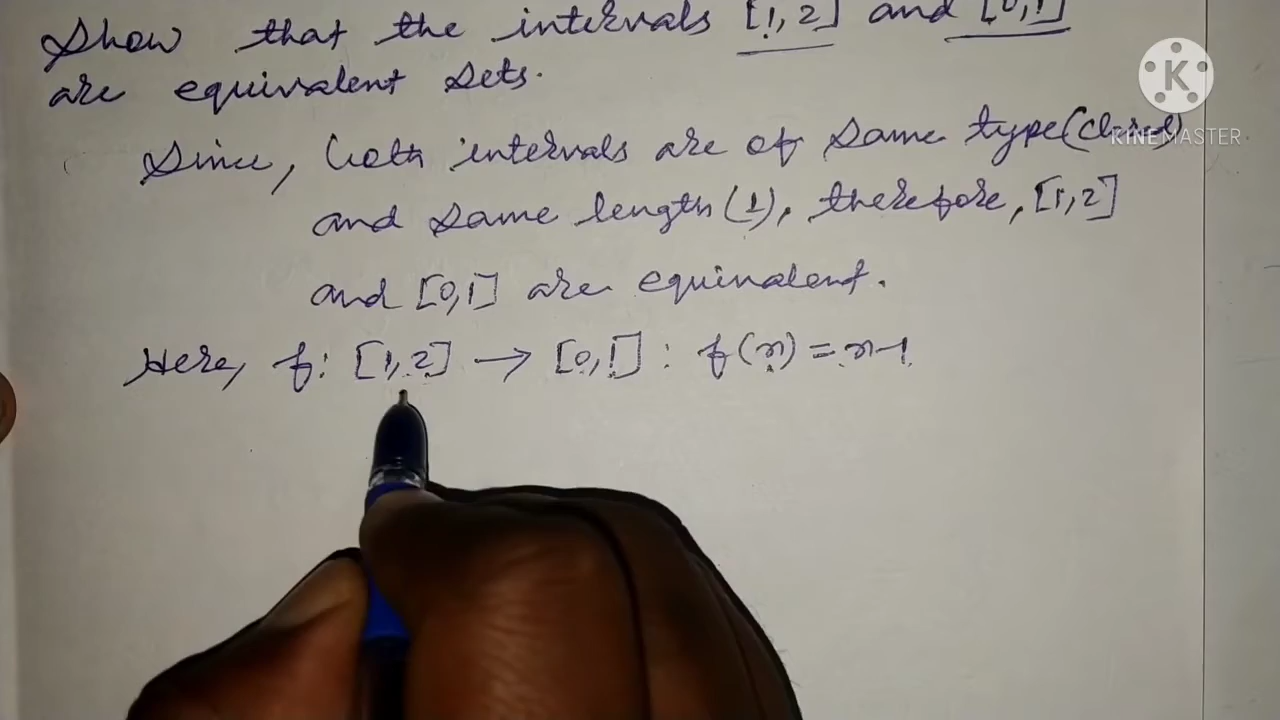 Show that the intervals [1,2] and [0,1]
are equivalent sets.
Since, both intervals are of same type (closed)
and same length (1), therefore, [1,2]
and [0,1] are equivalent.
Here, f: [1,2] → [0,1] : f(x) = x-1
K
KINEMASTER